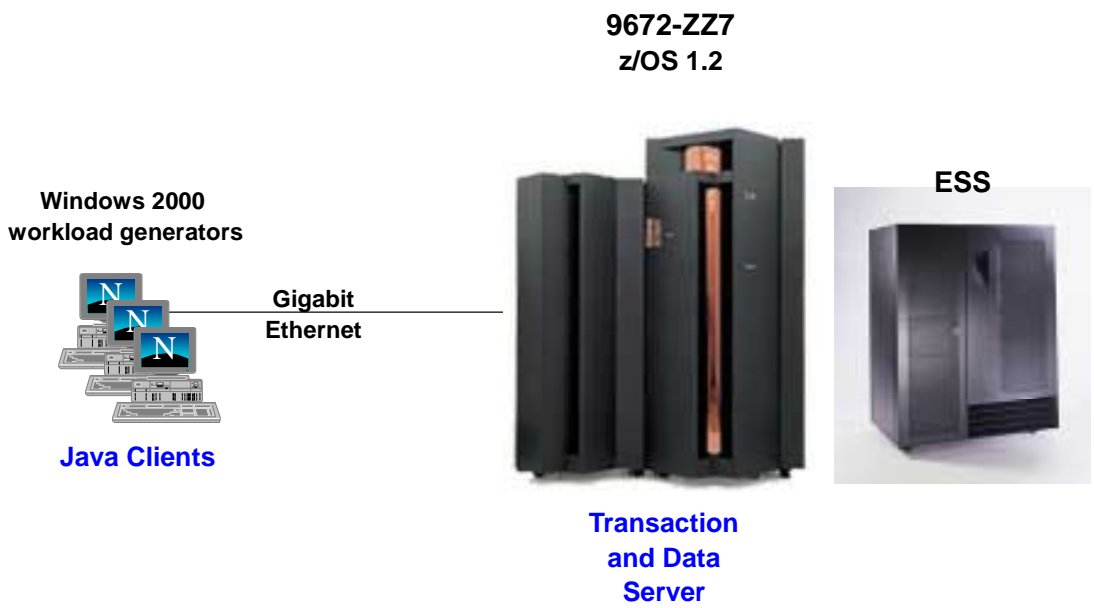 9672-ZZ7
z/OS 1.2
ESS
Windows 2000
workload generators
N
N
N
Gigabit
Ethernet
Java Clients
Transaction
and Data
Server